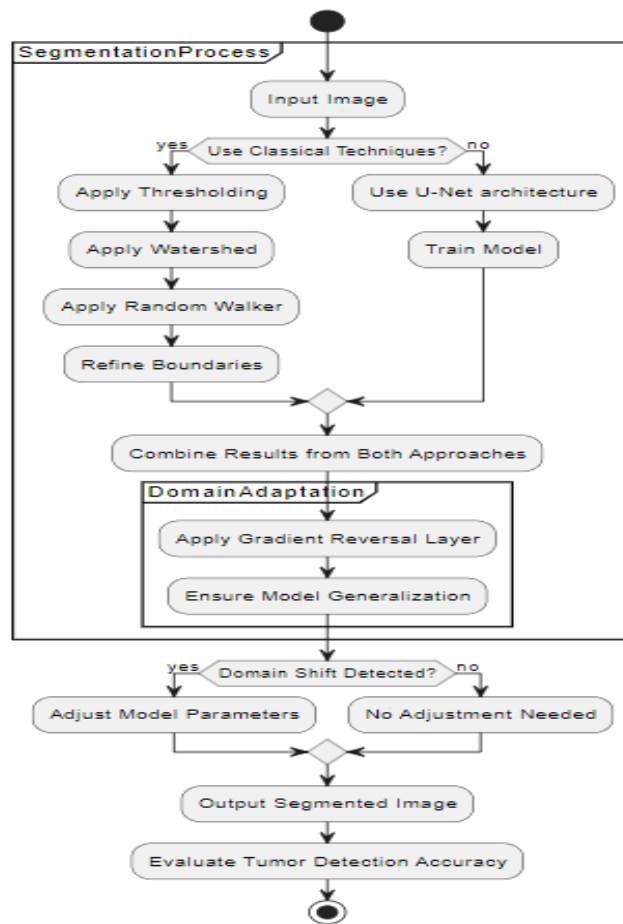 SegmentationProcess
Input Image
yes
Use Classical Techniques?
no
Apply Thresholding
Use U-Net architecture
Apply Watershed
Train Model
Apply Random Walker
Refine Boundaries
Combine Results from Both Approaches
DomainAdaptation
Apply Gradient Reversal Layer
Ensure Model Generalization
yes
Domain Shift Detected?
no
Adjust Model Parameters
No Adjustment Needed
Output Segmented Image
Evaluate Tumor Detection Accuracy